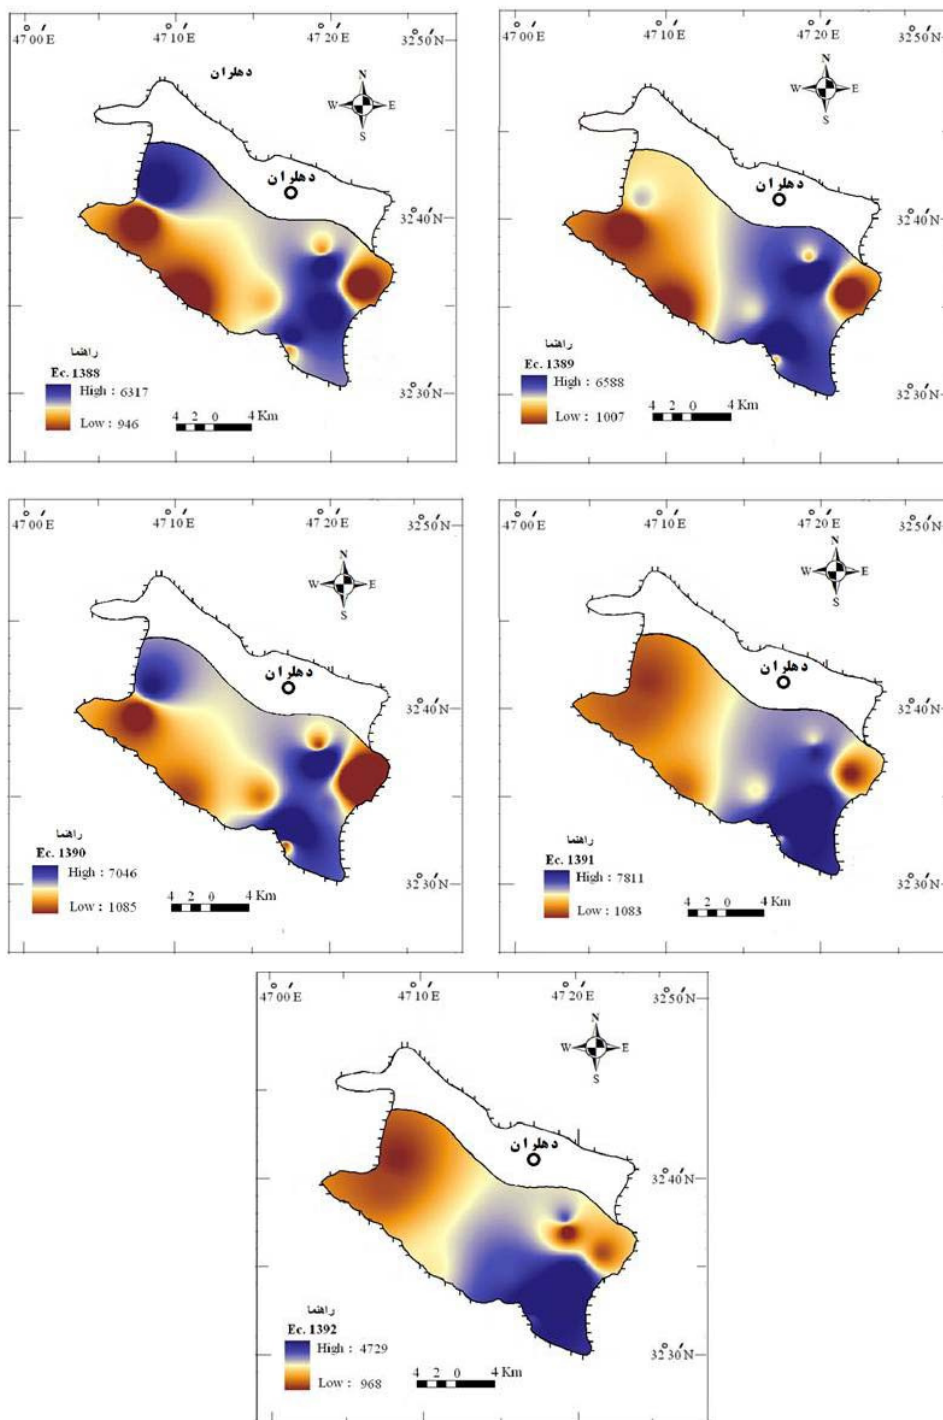 47°00′E 47°10′E 47°20′E 32°50′N
دهلران
N
W E
S
دهلران
32°40′N
راهنما
Ec. 1388
High : 6317
Low : 946
4 2 0 4 Km
32°30′N
47°00′E 47°10′E 47°20′E 32°50′N
N
W E
S
دهلران
32°40′N
راهنما
Ec. 1389
High : 6588
Low : 1007
4 2 0 4 Km
32°30′N
47°00′E 47°10′E 47°20′E 32°50′N
N
W E
S
دهلران
32°40′N
راهنما
Ec. 1390
High : 7046
Low : 1085
4 2 0 4 Km
32°30′N
47°00′E 47°10′E 47°20′E 32°50′N
N
W E
S
دهلران
32°40′N
راهنما
Ec. 1391
High : 7811
Low : 1083
4 2 0 4 Km
32°30′N
47°00′E 47°10′E 47°20′E 32°50′N
N
W E
S
دهلران
32°40′N
راهنما
Ec. 1392
High : 4729
Low : 968
4 2 0 4 Km
32°30′N